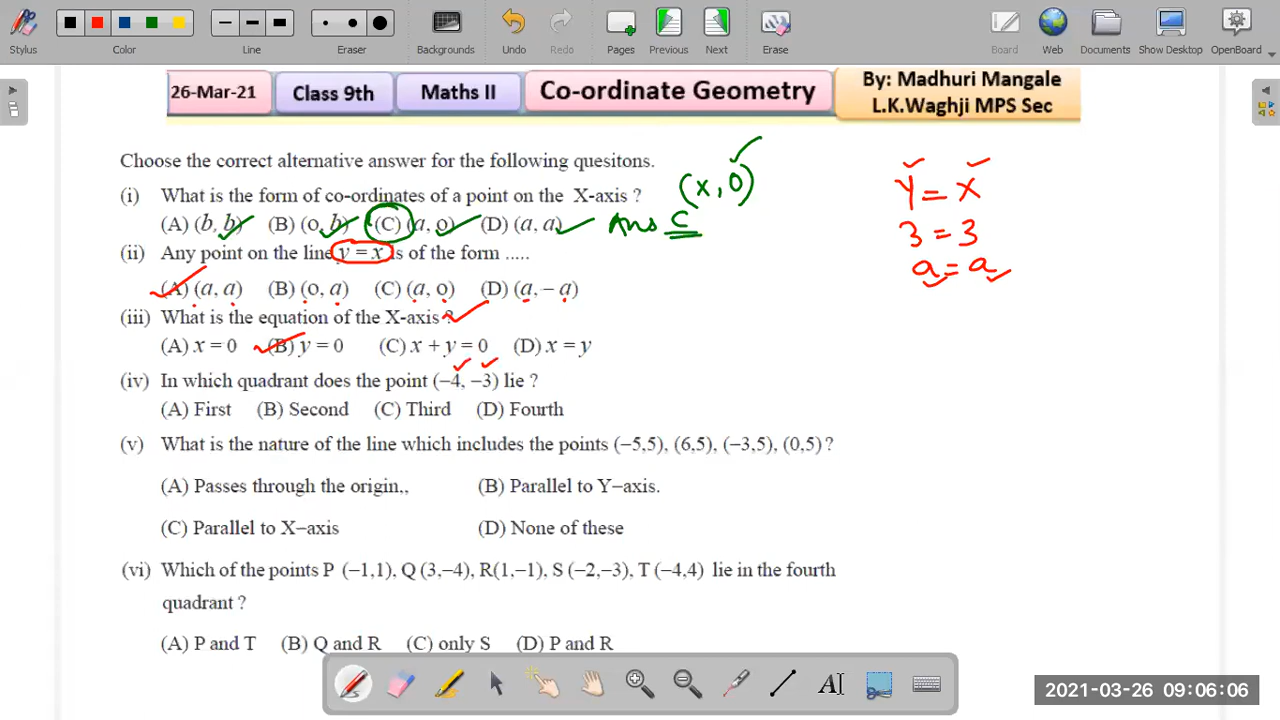 Stylus Color Line Eraser Backgrounds Undo Redo Pages Previous Next Erase Board Web Documents Show Desktop OpenBoard
26-Mar-21 Class 9th Maths II Co-ordinate Geometry By: Madhuri Mangale
L.K.Waghji MPS Sec
Choose the correct alternative answer for the following quesitons.
(i) What is the form of co-ordinates of a point on the X-axis ? (x, 0)
(A) (b, b) (B) (o, b) (C) (a, o) (D) (a, a) Ans C
(ii) Any point on the line y = x is of the form .....
(A) (a, a) (B) (o, a) (C) (a, o) (D) (a, − a)
(iii) What is the equation of the X-axis ?
(A) x = 0 (B) y = 0 (C) x + y = 0 (D) x = y
(iv) In which quadrant does the point (−4, −3) lie ?
(A) First (B) Second (C) Third (D) Fourth
(v) What is the nature of the line which includes the points (−5,5), (6,5), (−3,5), (0,5) ?
(A) Passes through the origin,, (B) Parallel to Y−axis.
(C) Parallel to X−axis (D) None of these
(vi) Which of the points P (−1,1), Q (3,−4), R(1,−1), S (−2,−3), T (−4,4) lie in the fourth
quadrant ?
(A) P and T (B) Q and R (C) only S (D) P and R
y = x
3 = 3
a = a
2021-03-26 09:06:06